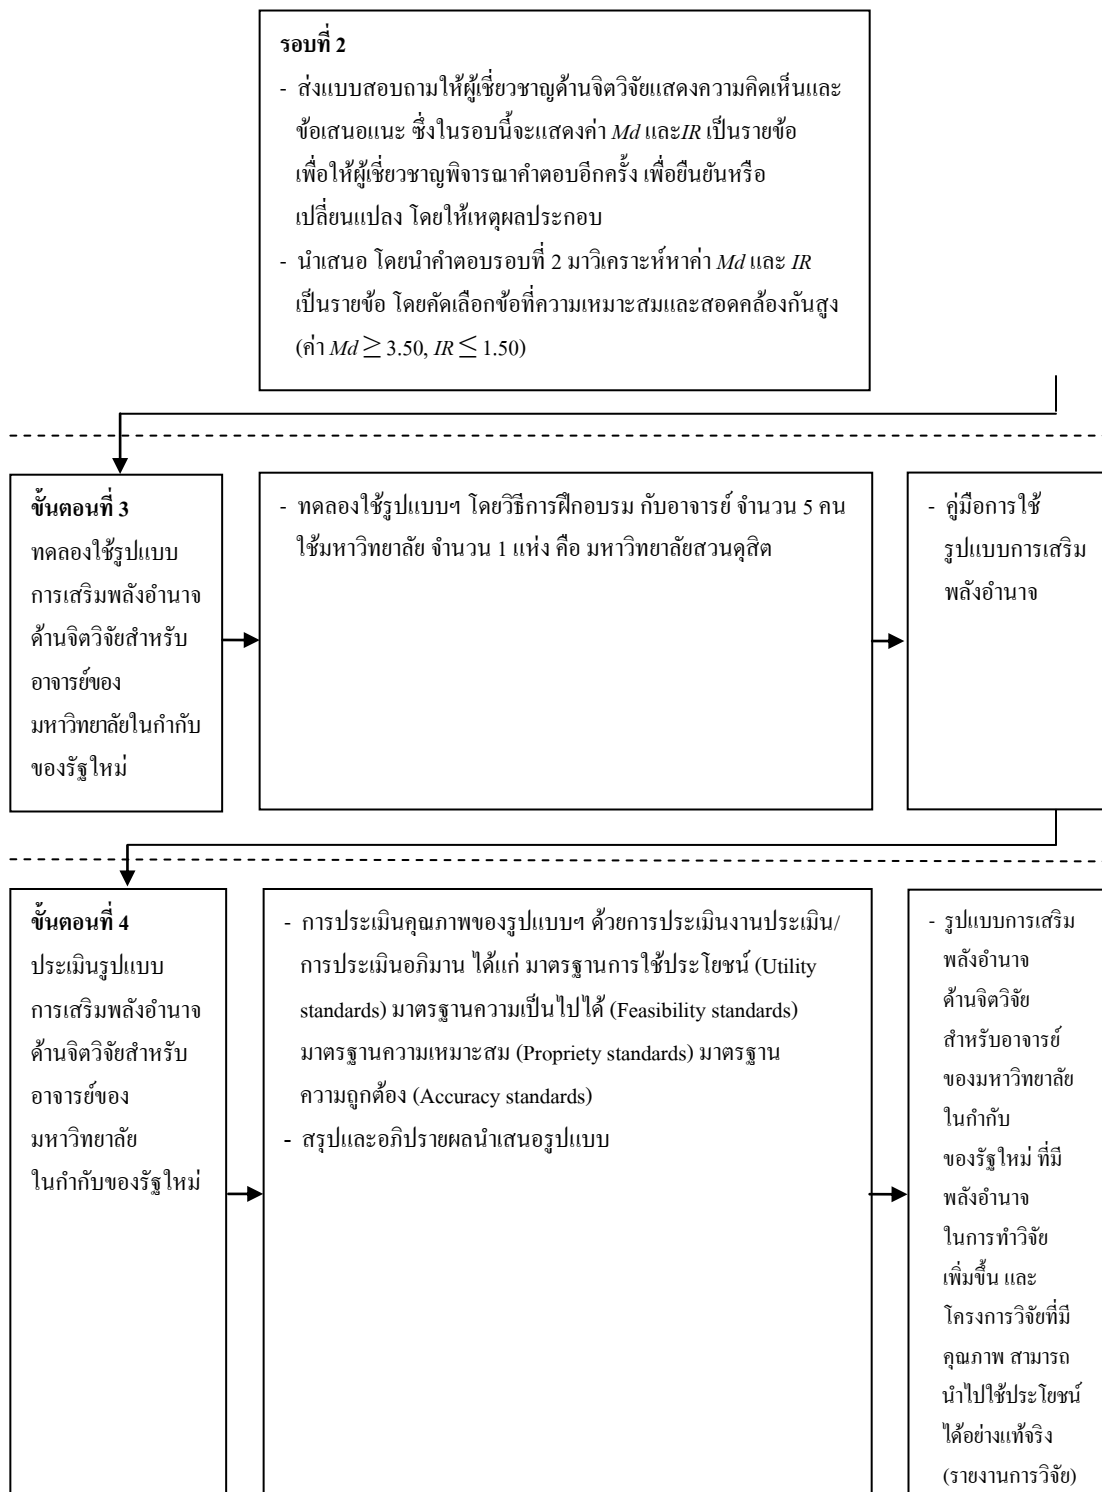 รอบที่ 2
- ส่งแบบสอบถามให้ผู้เชี่ยวชาญด้านจิตวิจัยแสดงความคิดเห็นและ
ข้อเสนอแนะ ซึ่งในรอบนี้จะแสดงค่า Md และIR เป็นรายข้อ
เพื่อให้ผู้เชี่ยวชาญพิจารณาคำตอบอีกครั้ง เพื่อยืนยันหรือ
เปลี่ยนแปลง โดยให้เหตุผลประกอบ
- นำเสนอ โดยนำคำตอบรอบที่ 2 มาวิเคราะห์หาค่า Md และ IR
เป็นรายข้อ โดยคัดเลือกข้อที่ความเหมาะสมและสอดคล้องกันสูง
(ค่า Md ≥ 3.50, IR ≤ 1.50)
ขั้นตอนที่ 3
ทดลองใช้รูปแบบ
การเสริมพลังอำนาจ
ด้านจิตวิจัยสำหรับ
อาจารย์ของ
มหาวิทยาลัยในกำกับ
ของรัฐใหม่
- ทดลองใช้รูปแบบฯ โดยวิธีการฝึกอบรม กับอาจารย์ จำนวน 5 คน
ใช้มหาวิทยาลัย จำนวน 1 แห่ง คือ มหาวิทยาลัยสวนดุสิต
- คู่มือการใช้
รูปแบบการเสริม
พลังอำนาจ
ขั้นตอนที่ 4
ประเมินรูปแบบ
การเสริมพลังอำนาจ
ด้านจิตวิจัยสำหรับ
อาจารย์ของ
มหาวิทยาลัย
ในกำกับของรัฐใหม่
- การประเมินคุณภาพของรูปแบบฯ ด้วยการประเมินงานประเมิน/
การประเมินอภิมาน ได้แก่ มาตรฐานการใช้ประโยชน์ (Utility
standards) มาตรฐานความเป็นไปได้ (Feasibility standards)
มาตรฐานความเหมาะสม (Propriety standards) มาตรฐาน
ความถูกต้อง (Accuracy standards)
- สรุปและอภิปรายผลนำเสนอรูปแบบ
- รูปแบบการเสริม
พลังอำนาจ
ด้านจิตวิจัย
สำหรับอาจารย์
ของมหาวิทยาลัย
ในกำกับ
ของรัฐใหม่ ที่มี
พลังอำนาจ
ในการทำวิจัย
เพิ่มขึ้น และ
โครงการวิจัยที่มี
คุณภาพ สามารถ
นำไปใช้ประโยชน์
ได้อย่างแท้จริง
(รายงานการวิจัย)